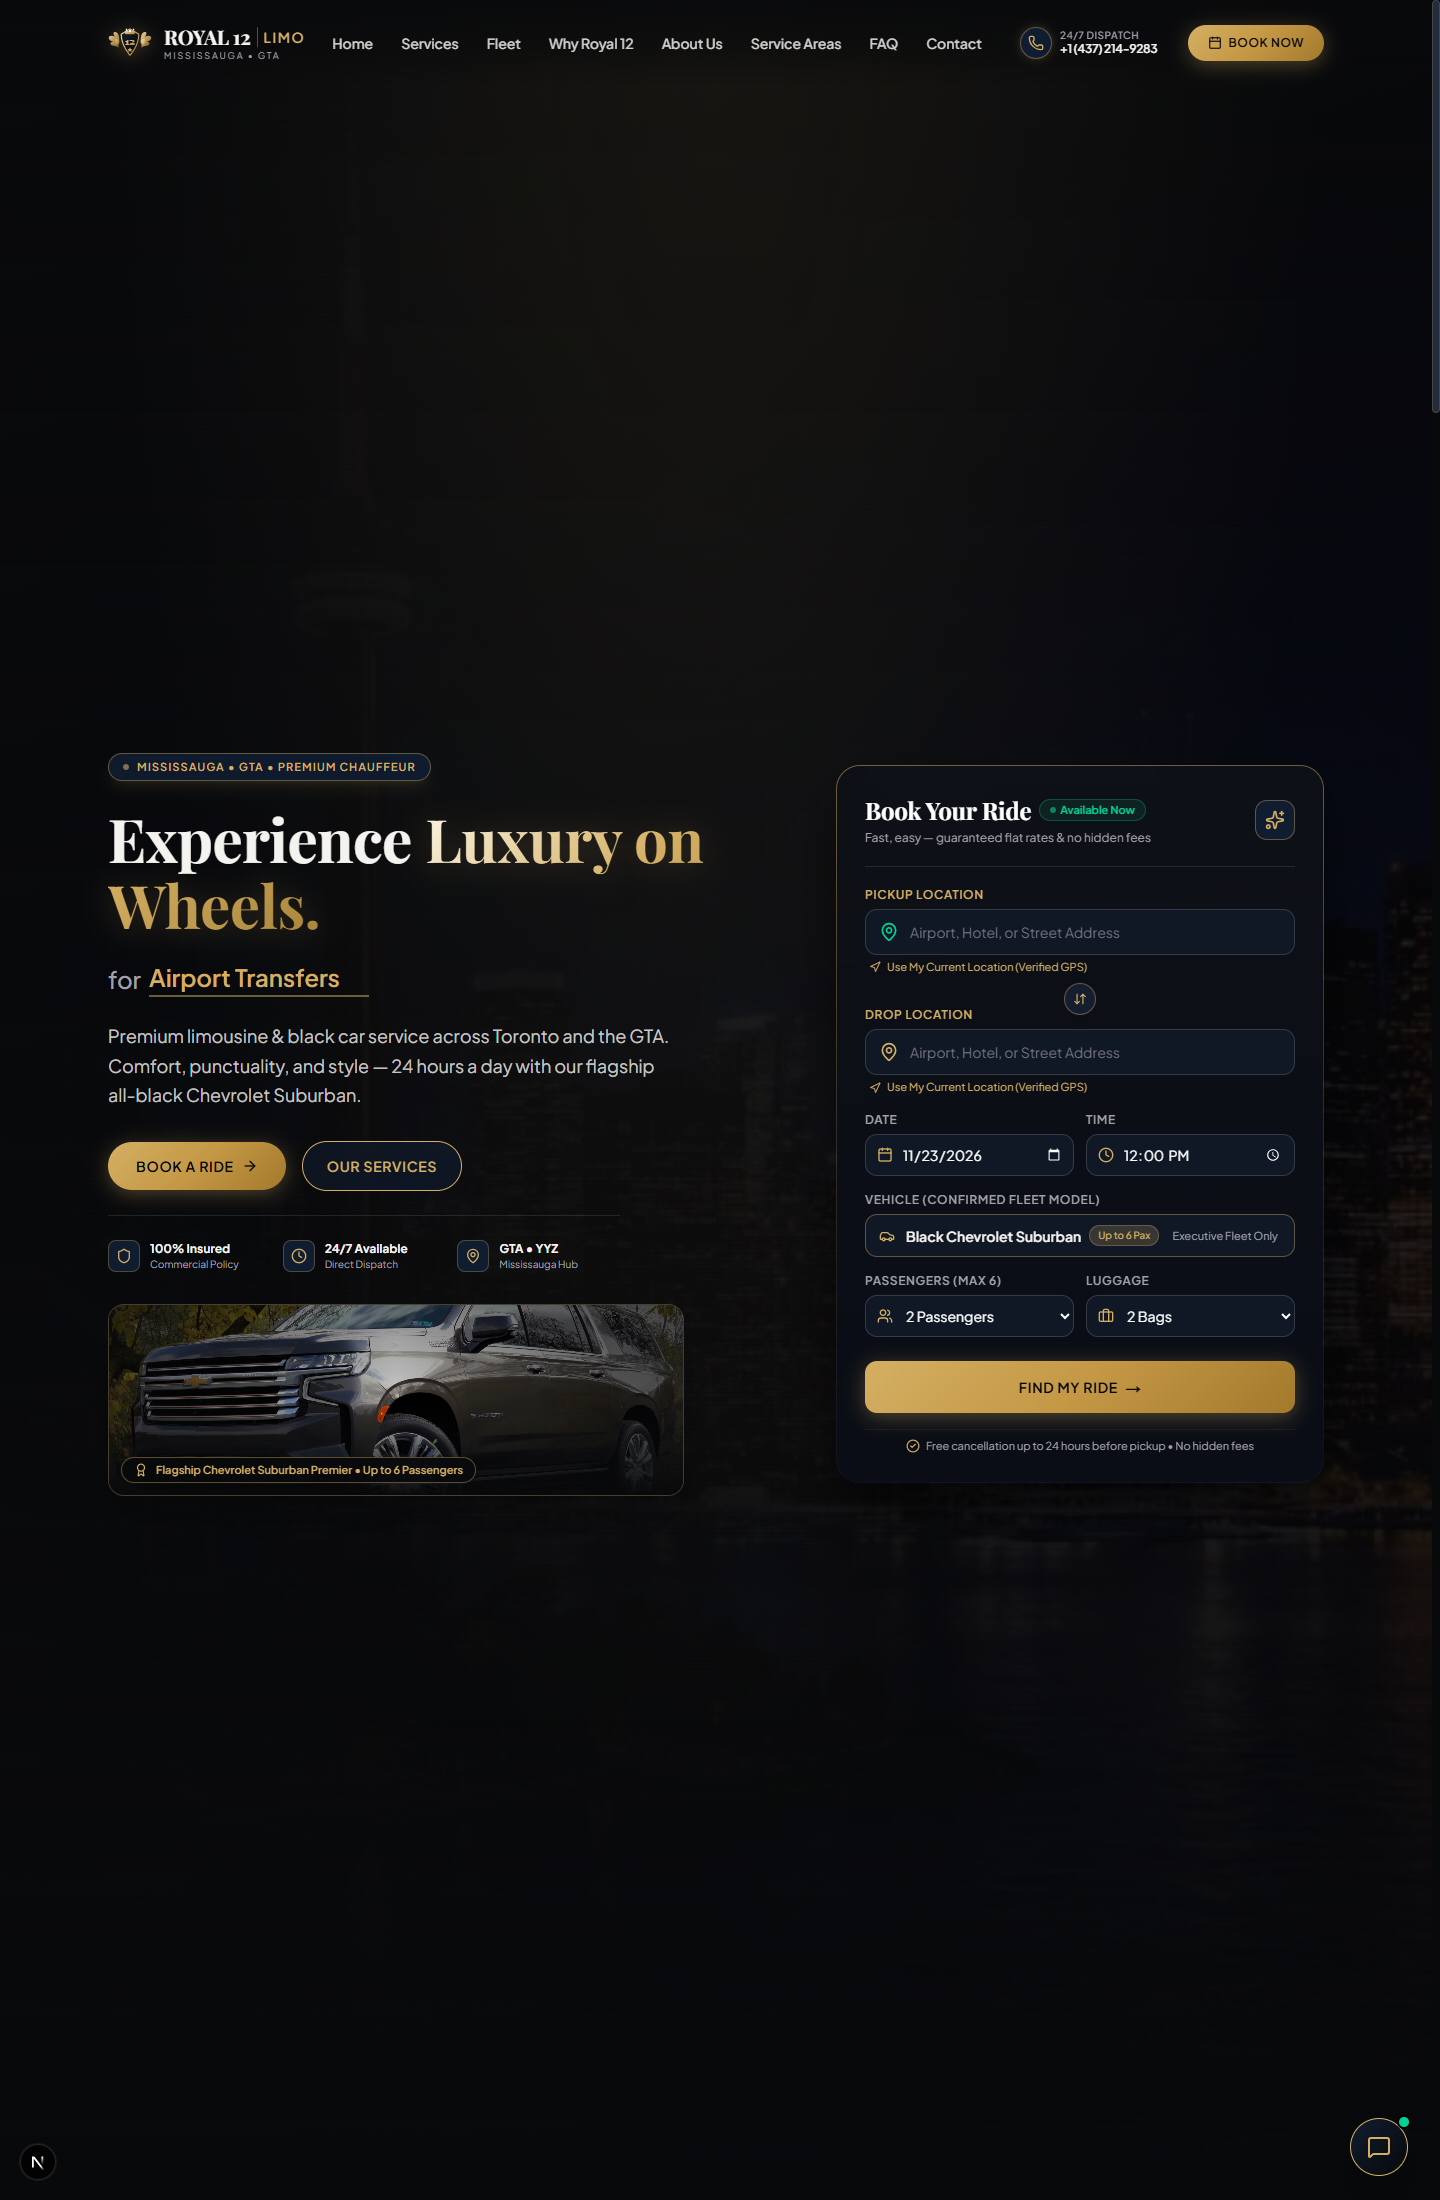 ROYAL 12 | LIMO
MISSISSAUGA • GTA
Home
Services
Fleet
Why Royal 12
About Us
Service Areas
FAQ
Contact
24/7 DISPATCH
+1 (437) 214-9283
BOOK NOW
MISSISSAUGA • GTA • PREMIUM CHAUFFEUR
Experience Luxury on
Wheels.
for Airport Transfers
Premium limousine & black car service across Toronto and the GTA.
Comfort, punctuality, and style — 24 hours a day with our flagship
all-black Chevrolet Suburban.
BOOK A RIDE →
OUR SERVICES
100% Insured
Commercial Policy
24/7 Available
Direct Dispatch
GTA • YYZ
Mississauga Hub
Flagship Chevrolet Suburban Premier • Up to 6 Passengers
Book Your Ride
Available Now
Fast, easy — guaranteed flat rates & no hidden fees
PICKUP LOCATION
Airport, Hotel, or Street Address
Use My Current Location (Verified GPS)
DROP LOCATION
Airport, Hotel, or Street Address
Use My Current Location (Verified GPS)
DATE
11/23/2026
TIME
12:00 PM
VEHICLE (CONFIRMED FLEET MODEL)
Black Chevrolet Suburban
Up to 6 Pax
Executive Fleet Only
PASSENGERS (MAX 6)
2 Passengers
LUGGAGE
2 Bags
FIND MY RIDE →
Free cancellation up to 24 hours before pickup • No hidden fees
N